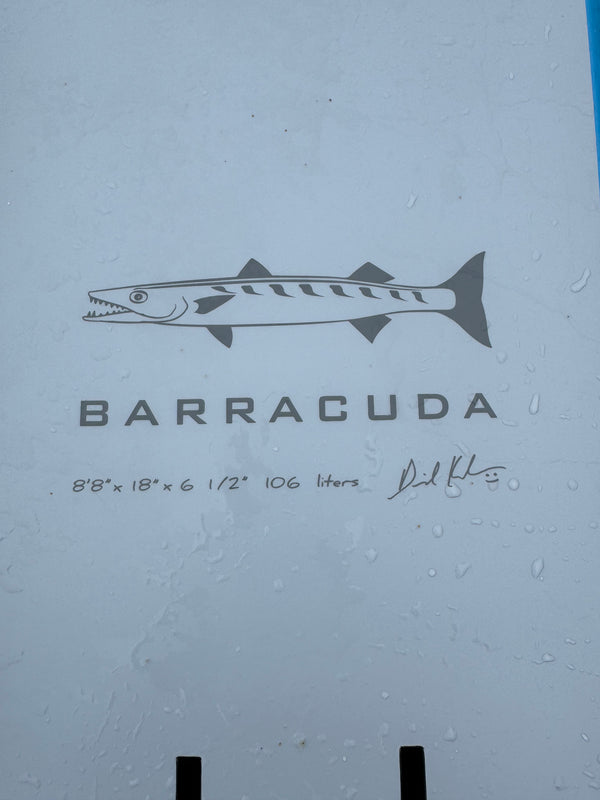 BARRACUDA
8'8" x 18" x 6 1/2" 106 liters